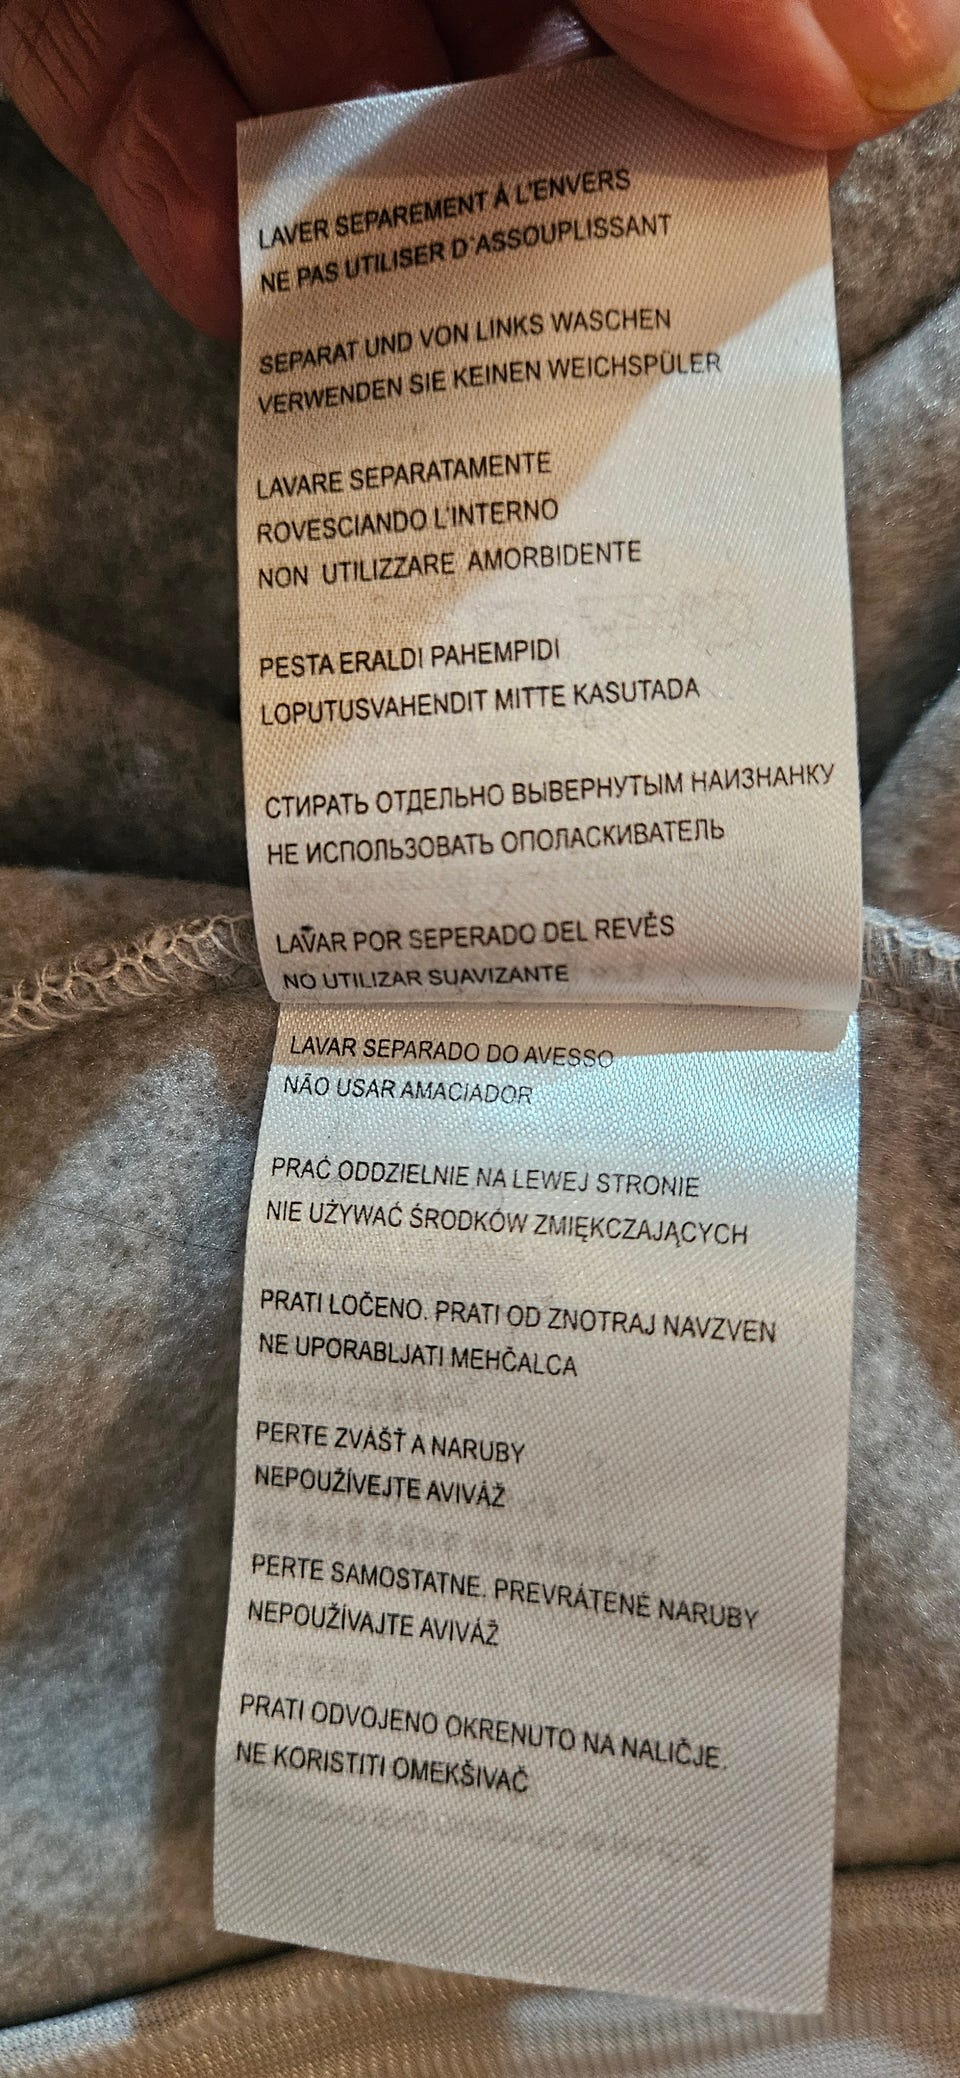 LAVER SEPAREMENT À L'ENVERS
NE PAS UTILISER D'ASSOUPLISSANT
SEPARAT UND VON LINKS WASCHEN
VERWENDEN SIE KEINEN WEICHSPÜLER
LAVARE SEPARATAMENTE
ROVESCIANDO L'INTERNO
NON UTILIZZARE AMORBIDENTE
PESTA ERALDI PAHEMPIDI
LOPUTUSVAHENDIT MITTE KASUTADA
СТИРАТЬ ОТДЕЛЬНО ВЫВЕРНУТЫМ НАИЗНАНКУ
НЕ ИСПОЛЬЗОВАТЬ ОПОЛАСКИВАТЕЛЬ
LAVAR POR SEPERADO DEL REVÉS
NO UTILIZAR SUAVIZANTE
LAVAR SEPARADO DO AVESSO
NÃO USAR AMACIADOR
PRAĆ ODDZIELNIE NA LEWEJ STRONIE
NIE UŻYWAĆ ŚRODKÓW ZMIĘKCZAJĄCYCH
PRATI LOČENO. PRATI OD ZNOTRAJ NAVZVEN
NE UPORABLJATI MEHČALCA
PERTE ZVÁŠŤ A NARUBY
NEPOUŽÍVEJTE AVIVÁŽ
PERTE SAMOSTATNE. PREVRÁTENÉ NARUBY
NEPOUŽÍVAJTE AVIVÁŽ
PRATI ODVOJENO OKRENUTO NA NALIČJE.
NE KORISTITI OMEKŠIVAČ